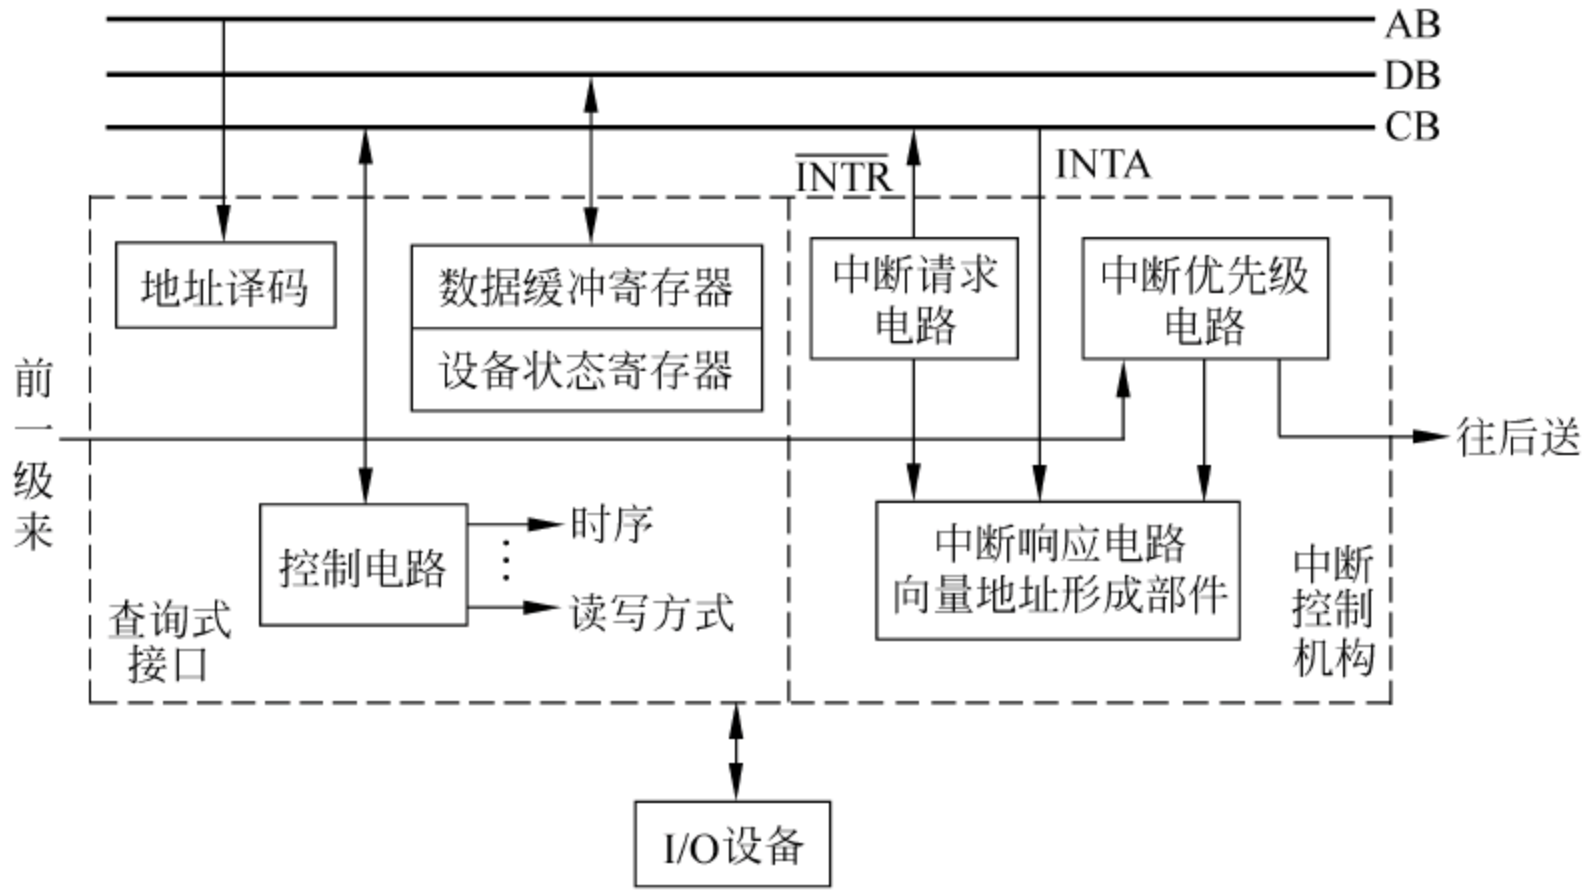 AB
DB
CB
INTR
INTA
地址译码
数据缓冲寄存器
设备状态寄存器
中断请求
电路
中断优先级
电路
前
一
级
来
往后送
控制电路
时序
⋮
读写方式
查询式
接口
中断响应电路
向量地址形成部件
中断
控制
机构
I/O设备